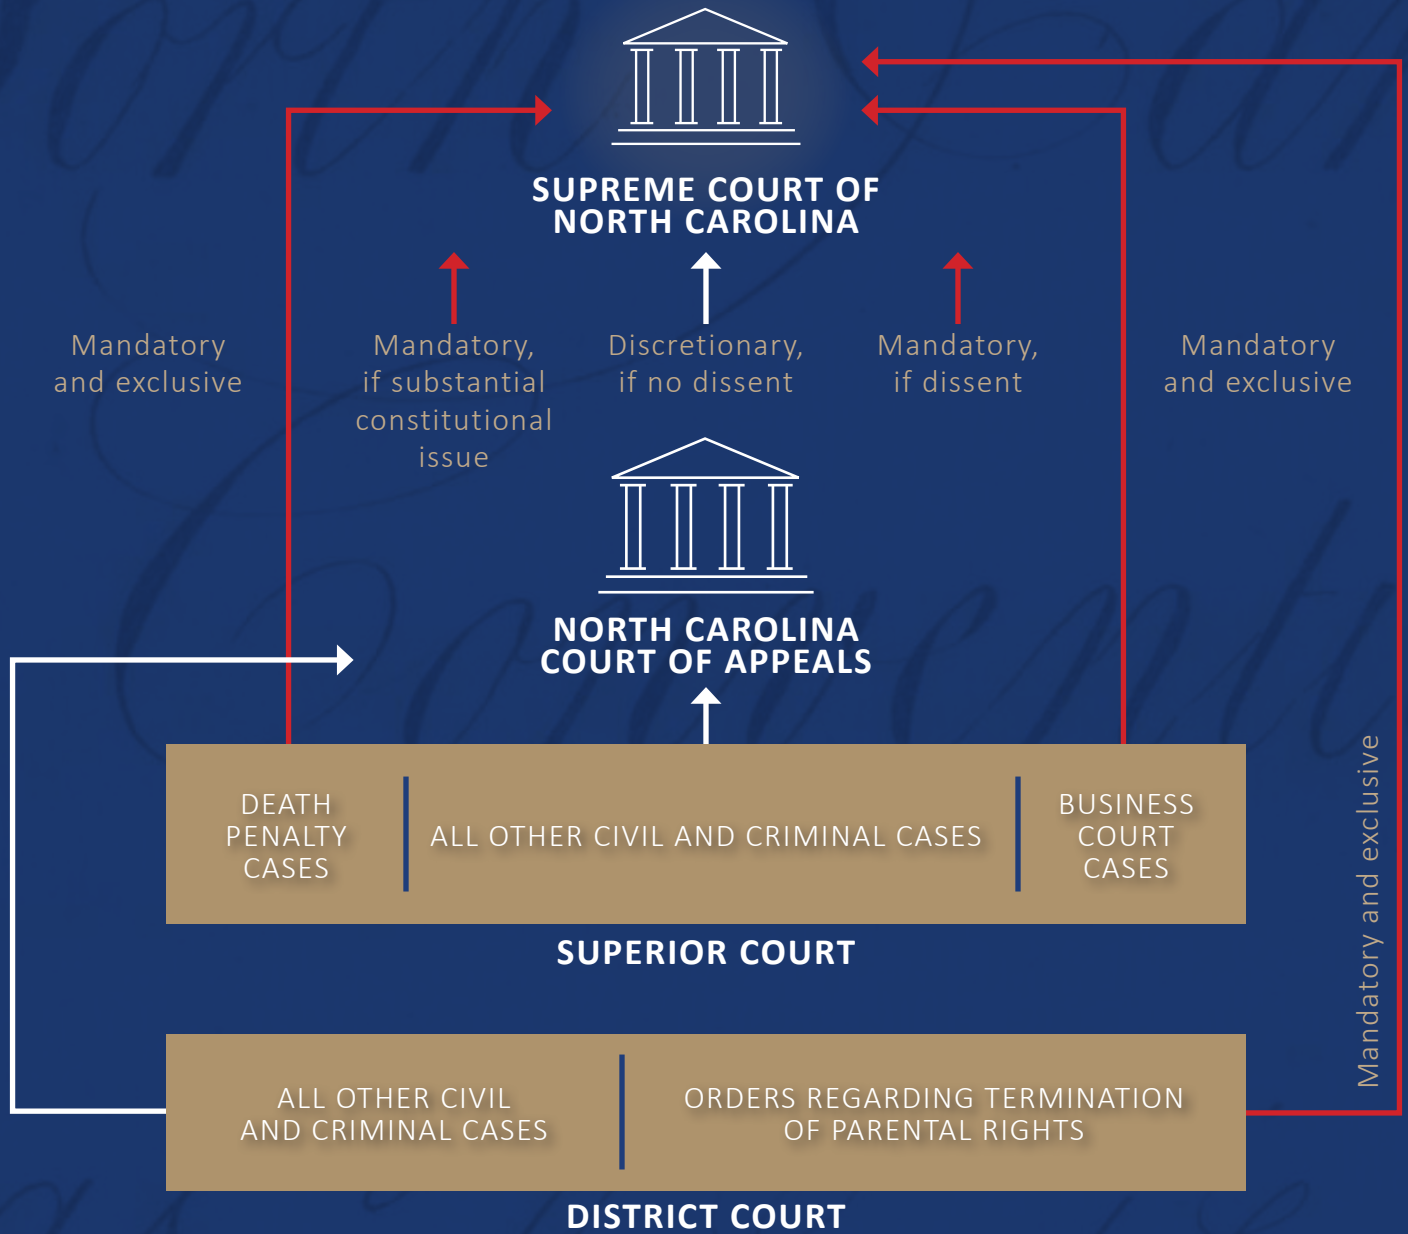 SUPREME COURT OF
NORTH CAROLINA
Mandatory
and exclusive
Mandatory,
if substantial
constitutional
issue
Discretionary,
if no dissent
Mandatory,
if dissent
Mandatory
and exclusive
NORTH CAROLINA
COURT OF APPEALS
DEATH
PENALTY
CASES
ALL OTHER CIVIL AND CRIMINAL CASES
BUSINESS
COURT
CASES
SUPERIOR COURT
Mandatory and exclusive
ALL OTHER CIVIL
AND CRIMINAL CASES
ORDERS REGARDING TERMINATION
OF PARENTAL RIGHTS
DISTRICT COURT